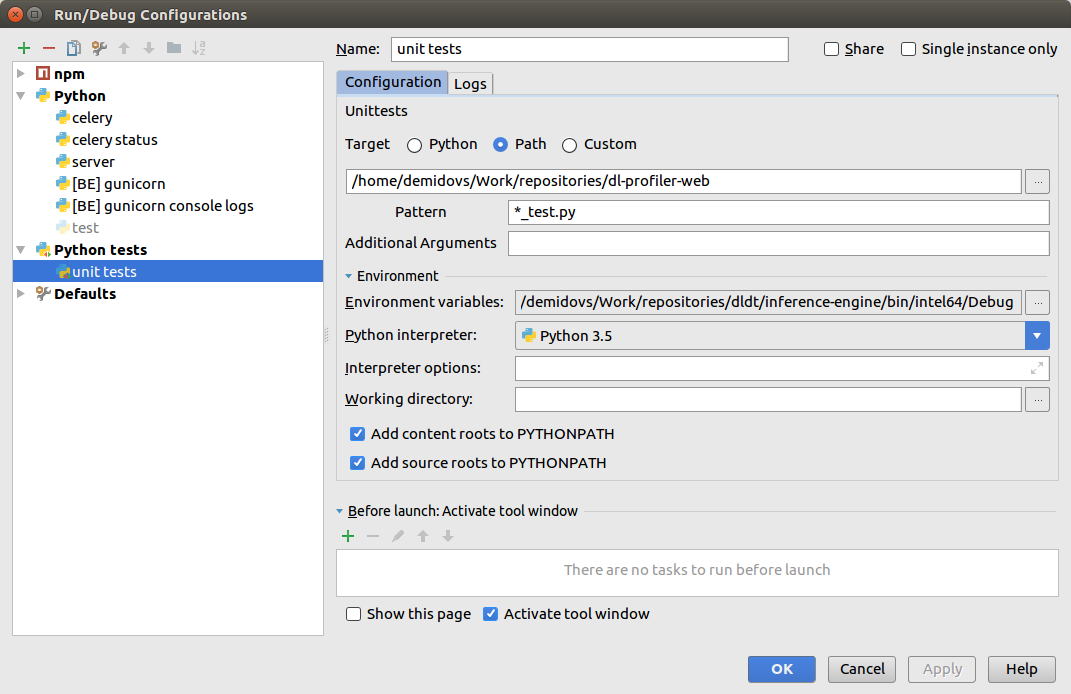 Run/Debug Configurations
Name: unit tests
Share
Single instance only
npm
Python
celery
celery status
server
[BE] gunicorn
[BE] gunicorn console logs
test
Python tests
unit tests
Defaults
Configuration
Logs
Unittests
Target Python Path Custom
/home/demidovs/Work/repositories/dl-profiler-web ...
Pattern *_test.py
Additional Arguments
Environment
Environment variables: /demidovs/Work/repositories/dldt/inference-engine/bin/intel64/Debug ...
Python interpreter: Python 3.5
Interpreter options:
Working directory: ...
Add content roots to PYTHONPATH
Add source roots to PYTHONPATH
Before launch: Activate tool window
There are no tasks to run before launch
Show this page Activate tool window
OK Cancel Apply Help